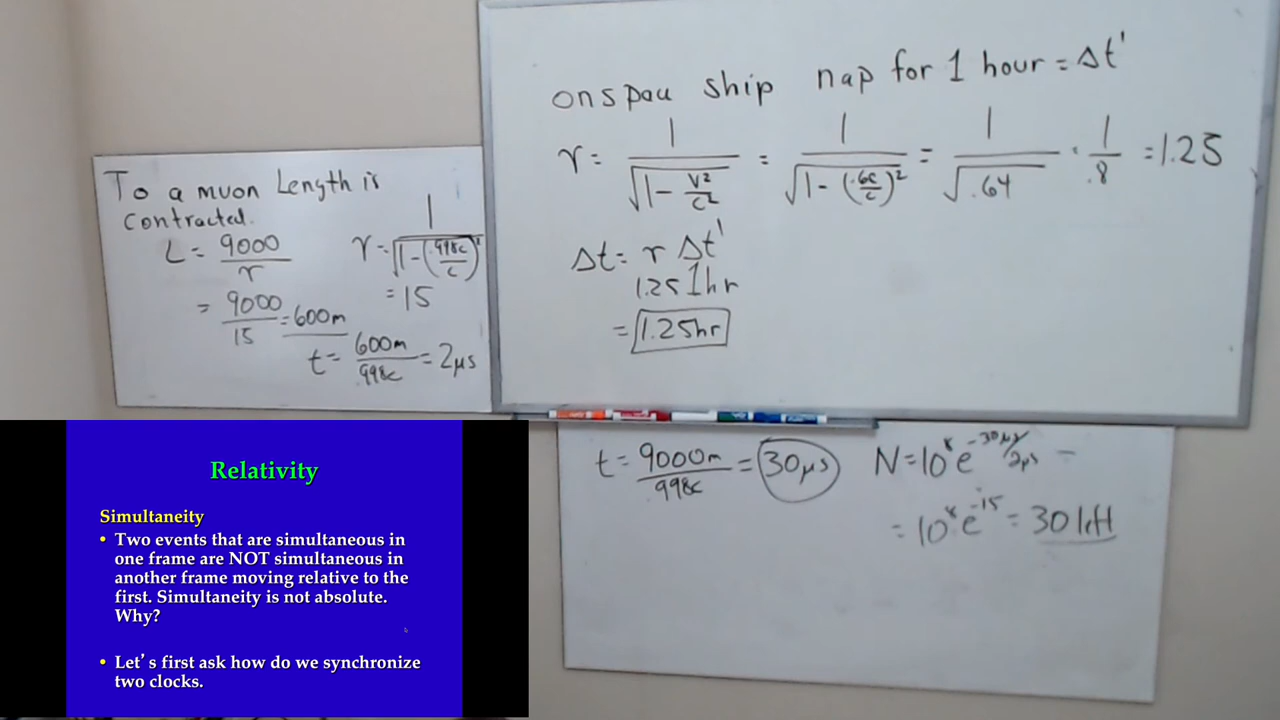 on spau ship nap for 1 hour = Δt'
γ = 1/√(1 - v²/c²) = 1/√(1 - (.6c/c)²) = 1/√.64 · 1/.8 = 1.25
Δt = r Δt'
1.25 1hr
= 1.25hr
To a muon Length is
contracted.
L = 9000/r
γ = 1/√(1 - (.998c/c)²)
= 15
= 9000/15 = 600m
t = 600m/.998c = 2μs
t = 9000m/.998c = 30μs
N = 10⁸ e^(-30μs/2μs) =
= 10⁸ e^(-15) = 30 left
Relativity
Simultaneity
• Two events that are simultaneous in
one frame are NOT simultaneous in
another frame moving relative to the
first. Simultaneity is not absolute.
Why?
• Let's first ask how do we synchronize
two clocks.